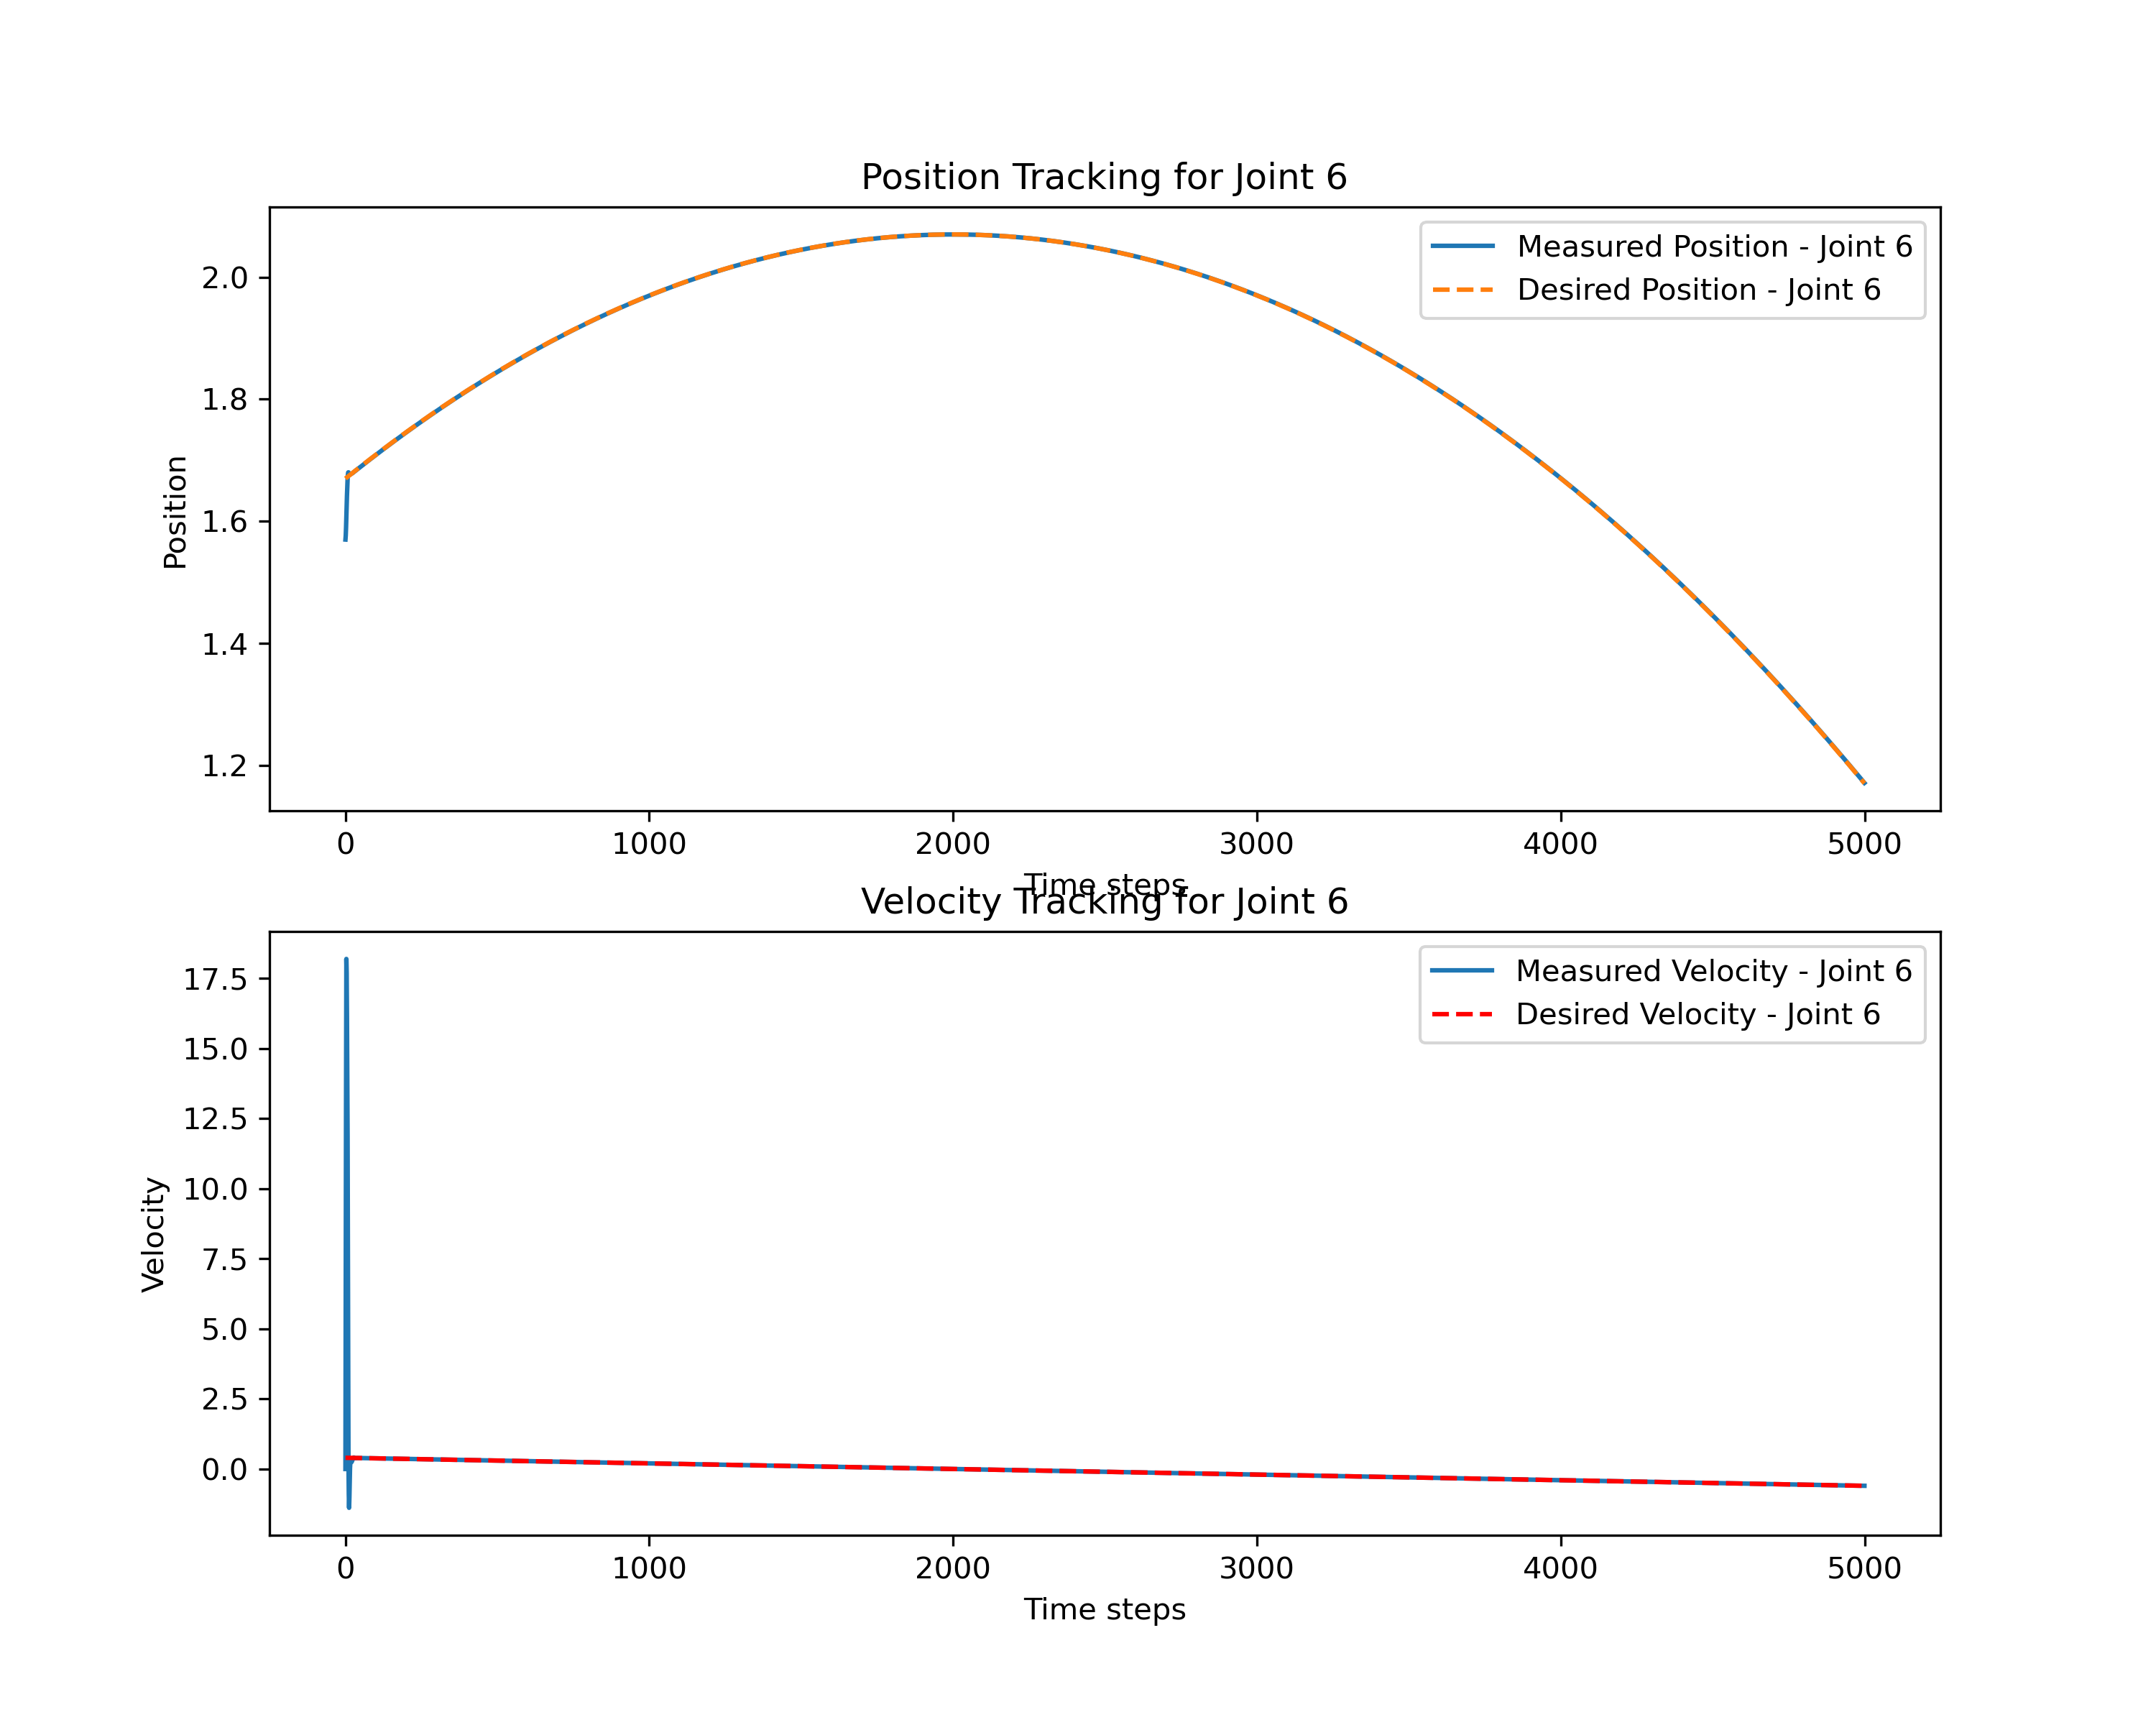 Position Tracking for Joint 6
Measured Position - Joint 6
Desired Position - Joint 6
Position
2.0
1.8
1.6
1.4
1.2
0 1000 2000 3000 4000 5000
Time steps
Velocity Tracking for Joint 6
Measured Velocity - Joint 6
Desired Velocity - Joint 6
Velocity
17.5
15.0
12.5
10.0
7.5
5.0
2.5
0.0
0 1000 2000 3000 4000 5000
Time steps